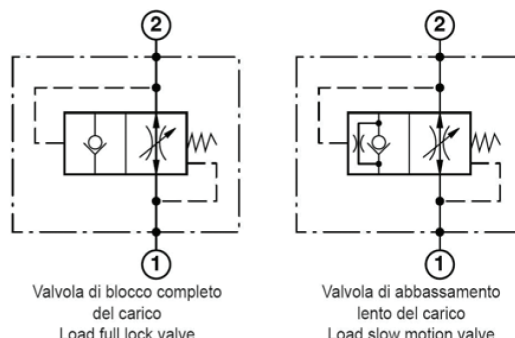 2
2
1
1
Valvola di blocco completo
del carico
Load full lock valve
Valvola di abbassamento
lento del carico
Load slow motion valve